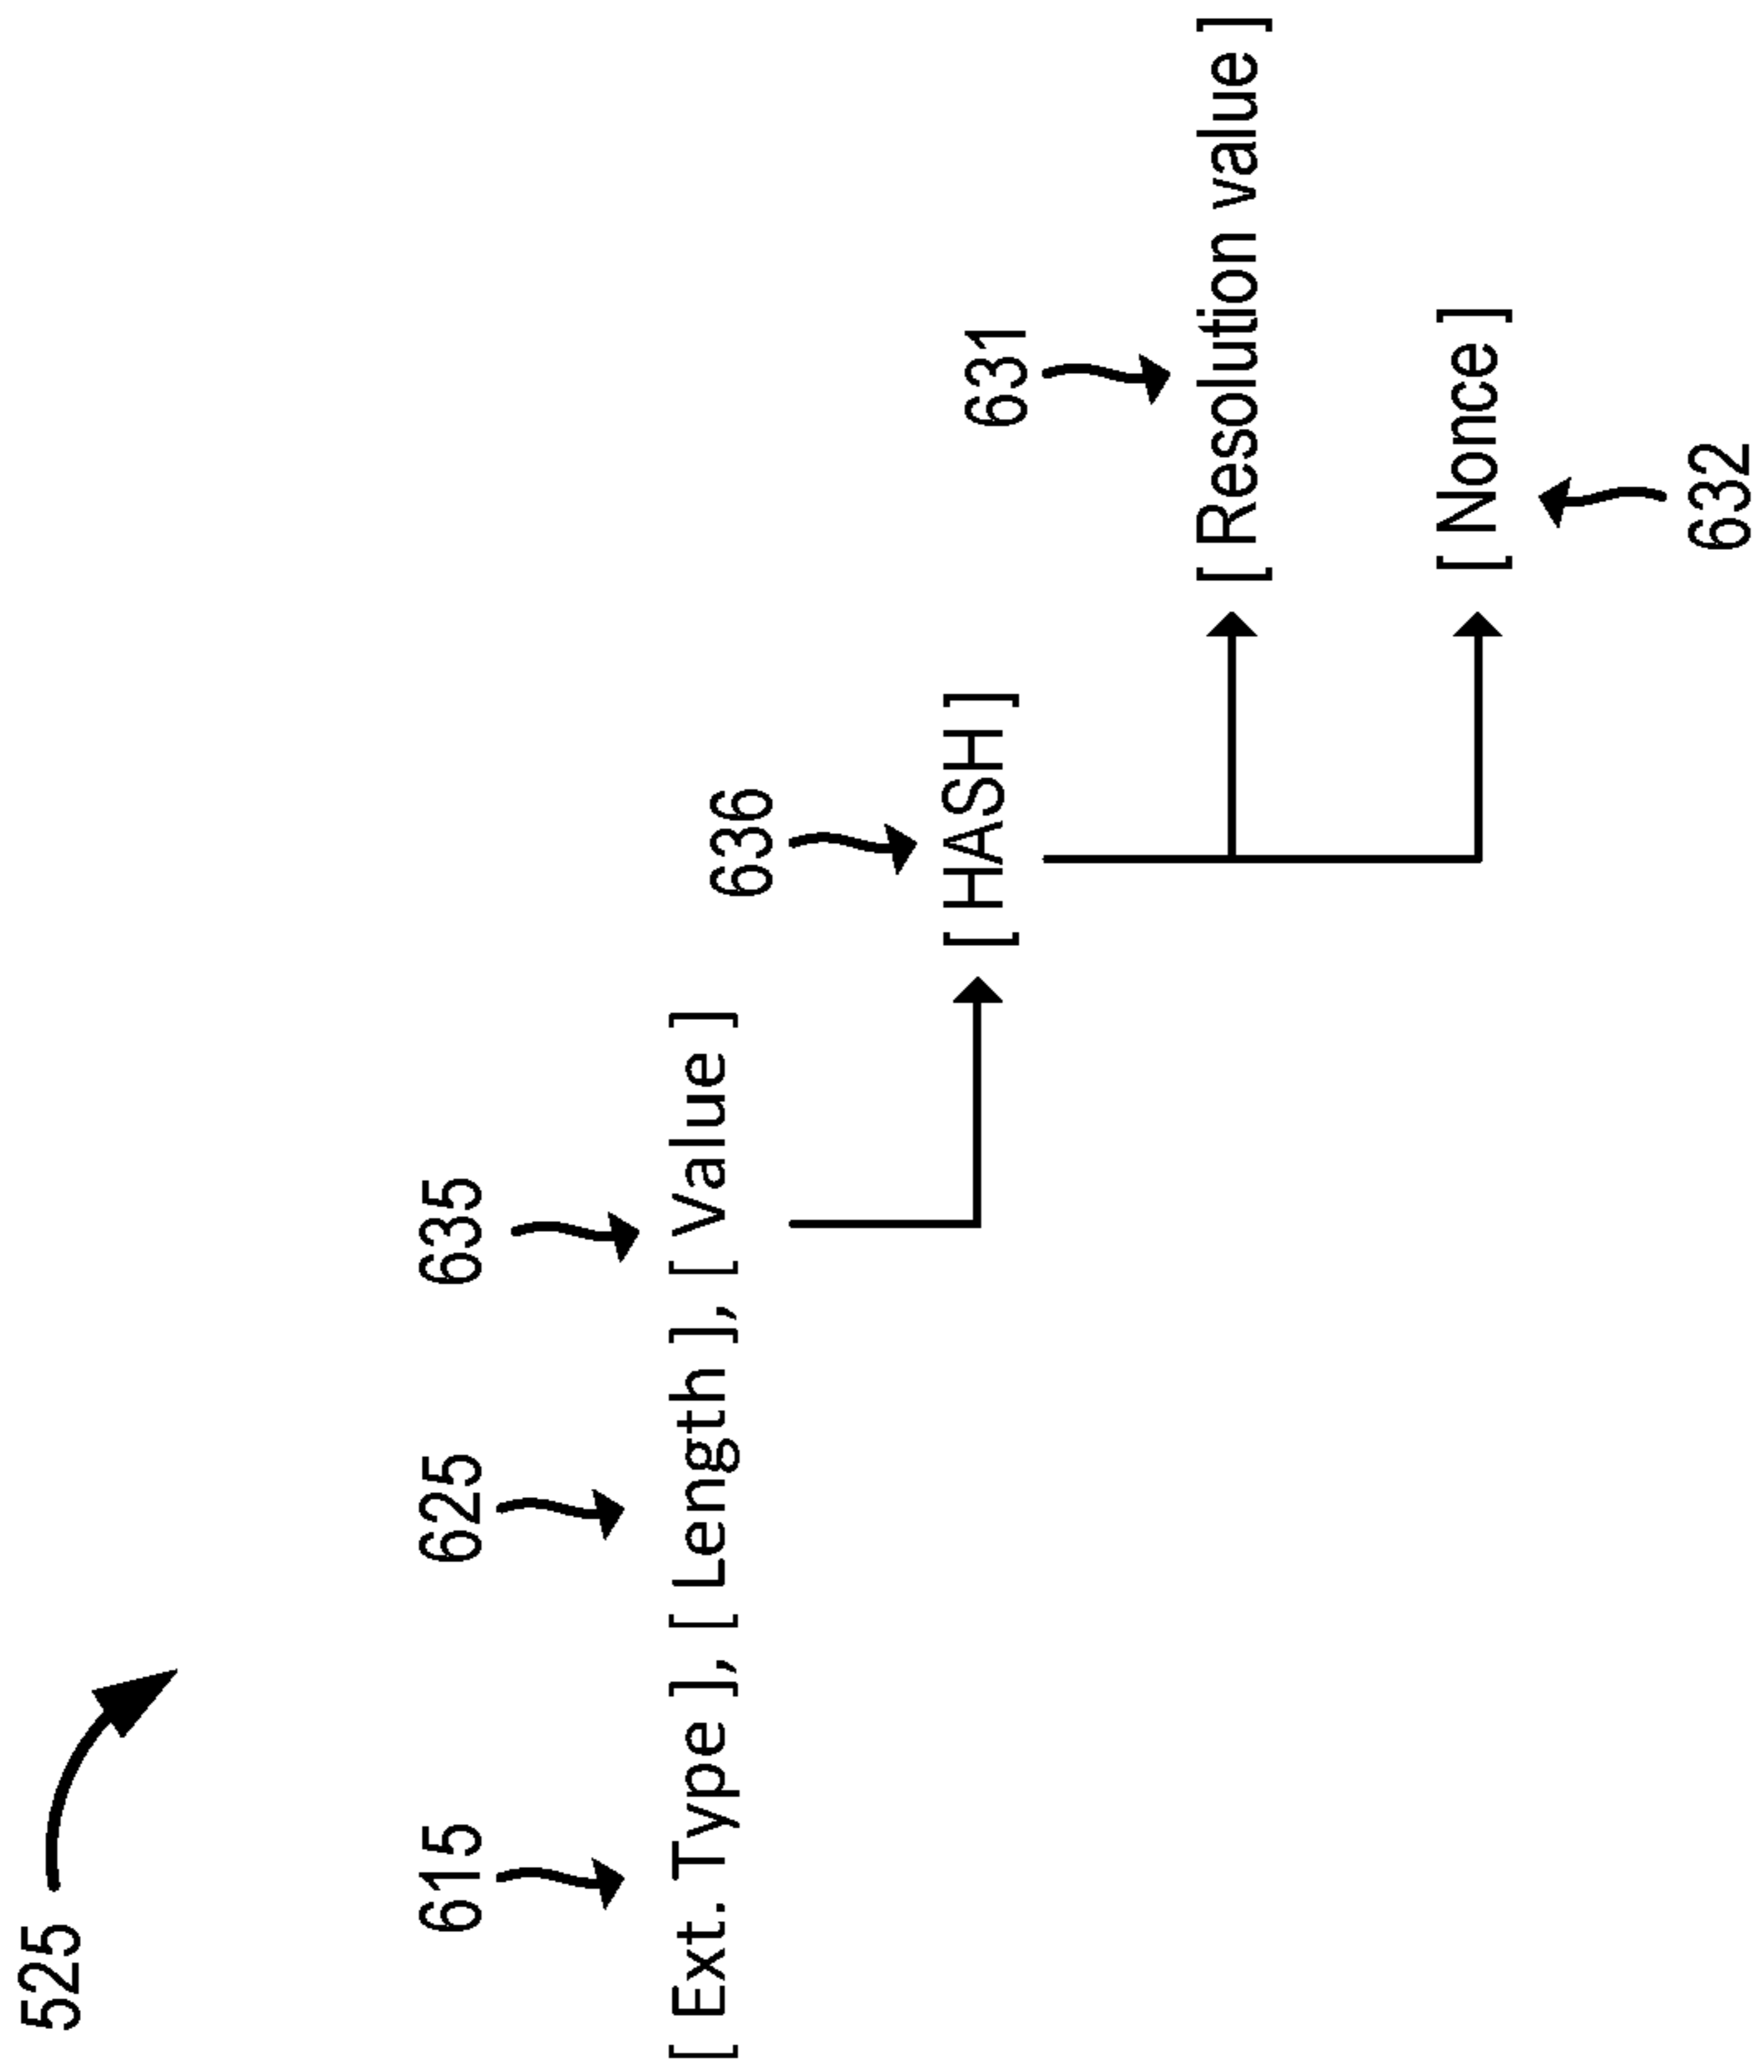 525
615 625 635
[ Ext. Type ], [ Length ], [ Value ]
636
[ HASH ]
631
[ Resolution value ]
[ Nonce ]
632